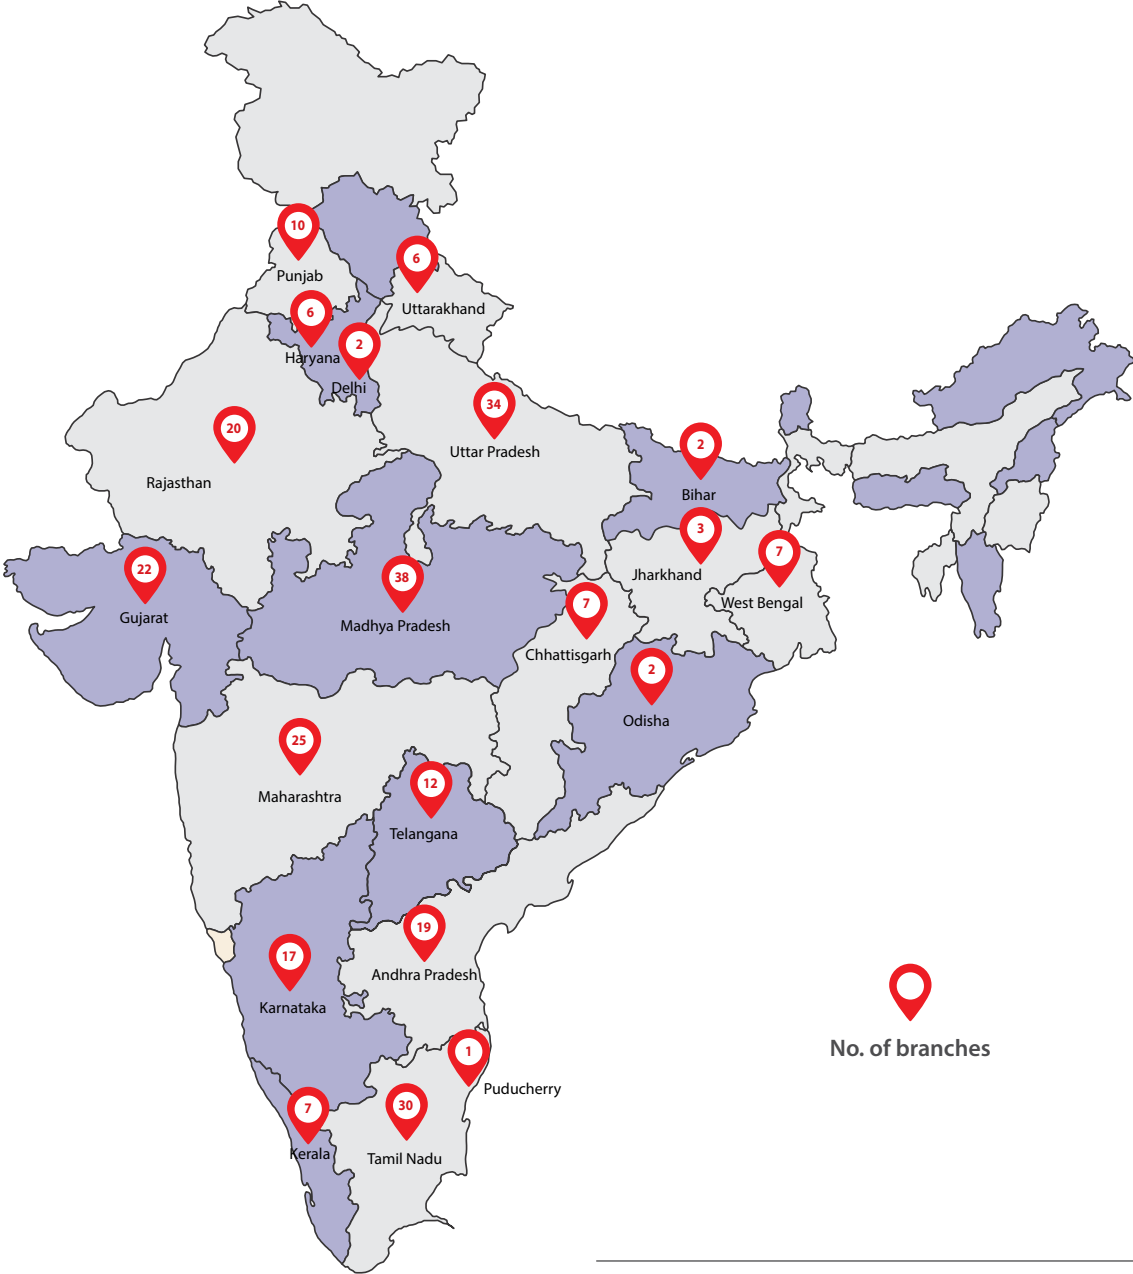 10
Punjab
6
Uttarakhand
6
Haryana
2
Delhi
34
Uttar Pradesh
20
Rajasthan
2
Bihar
3
Jharkhand
7
West Bengal
22
Gujarat
38
Madhya Pradesh
7
Chhattisgarh
2
Odisha
25
Maharashtra
12
Telangana
19
Andhra Pradesh
17
Karnataka
No. of branches
1
Puducherry
7
Kerala
30
Tamil Nadu